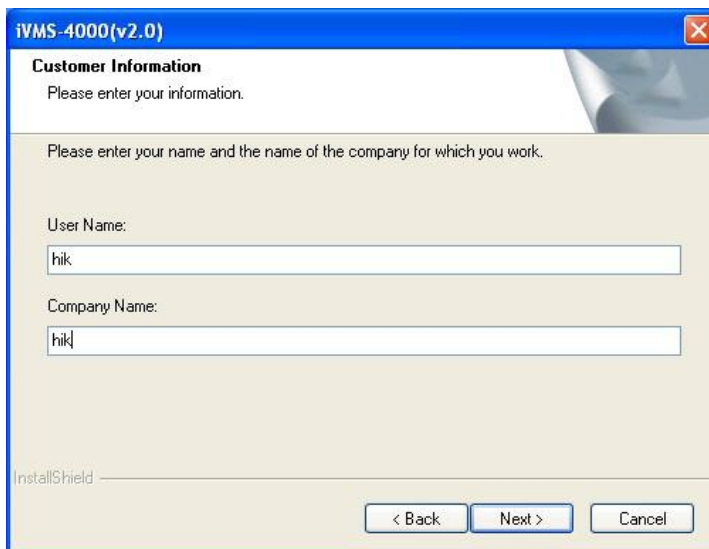 iVMS-4000(v2.0)
Customer Information
Please enter your information.
Please enter your name and the name of the company for which you work.
User Name:
hik
Company Name:
hik
InstallShield
< Back Next > Cancel